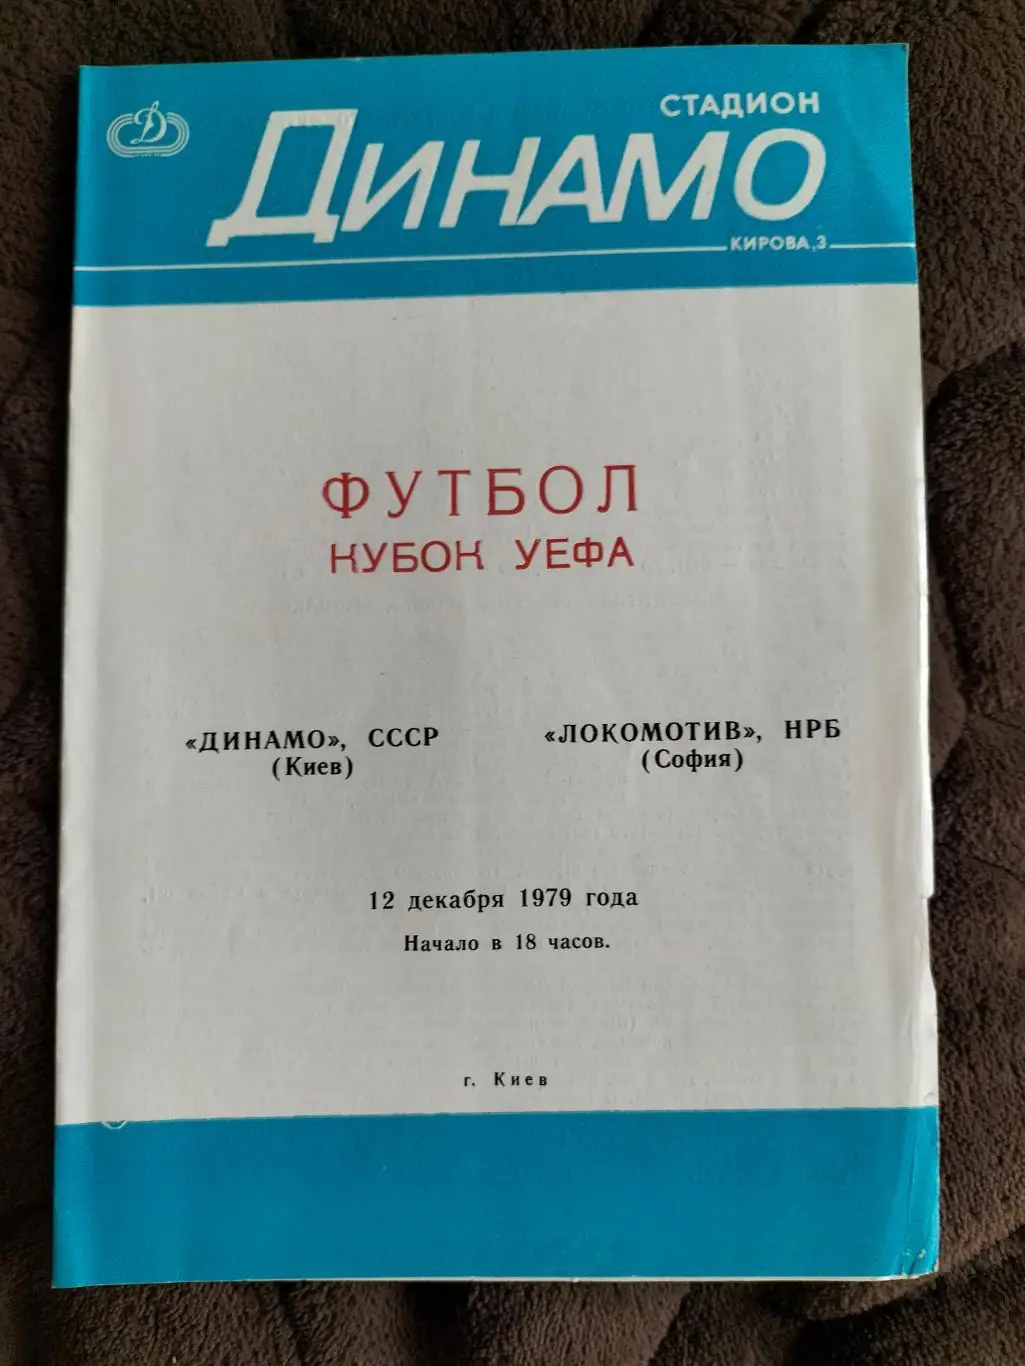 Д
СТАДИОН
ДИНАМО
КИРОВА,3
ФУТБОЛ
КУБОК УЕФА
«ДИНАМО», СССР
(Киев)
«ЛОКОМОТИВ», НРБ
(София)
12 декабря 1979 года
Начало в 18 часов.
г. Киев